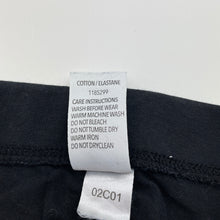 COTTON / ELASTANE
1185299
CARE INSTRUCTIONS
WASH BEFORE WEAR
WARM MACHINE WASH
DO NOT BLEACH
DO NOT TUMBLE DRY
WARM IRON
DO NOT DRYCLEAN
02C01